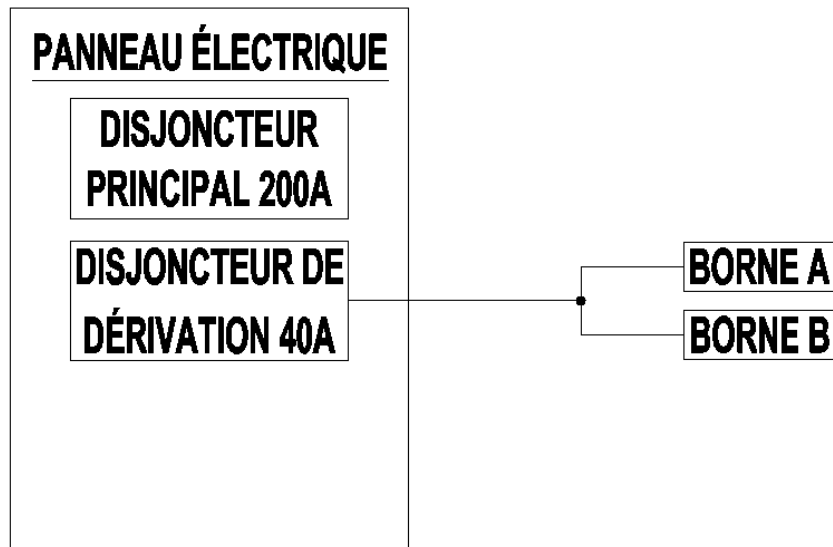 PANNEAU ÉLECTRIQUE
DISJONCTEUR
PRINCIPAL 200A
DISJONCTEUR DE
DÉRIVATION 40A
BORNE A
BORNE B